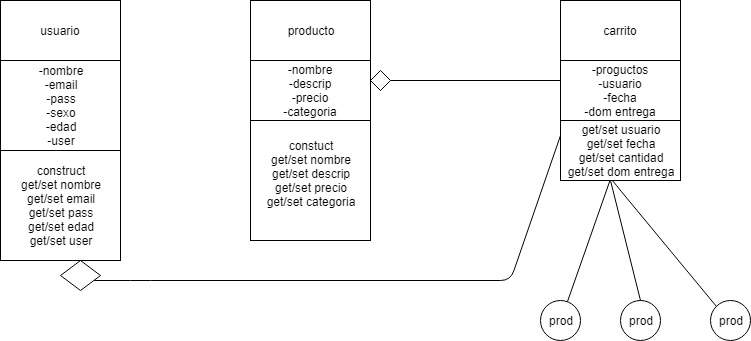 usuario
-nombre
-email
-pass
-sexo
-edad
-user
construct
get/set nombre
get/set email
get/set pass
get/set edad
get/set user
producto
-nombre
-descrip
-precio
-categoria
constuct
get/set nombre
get/set descrip
get/set precio
get/set categoria
carrito
-proguctos
-usuario
-fecha
-dom entrega
get/set usuario
get/set fecha
get/set cantidad
get/set dom entrega
prod
prod
prod